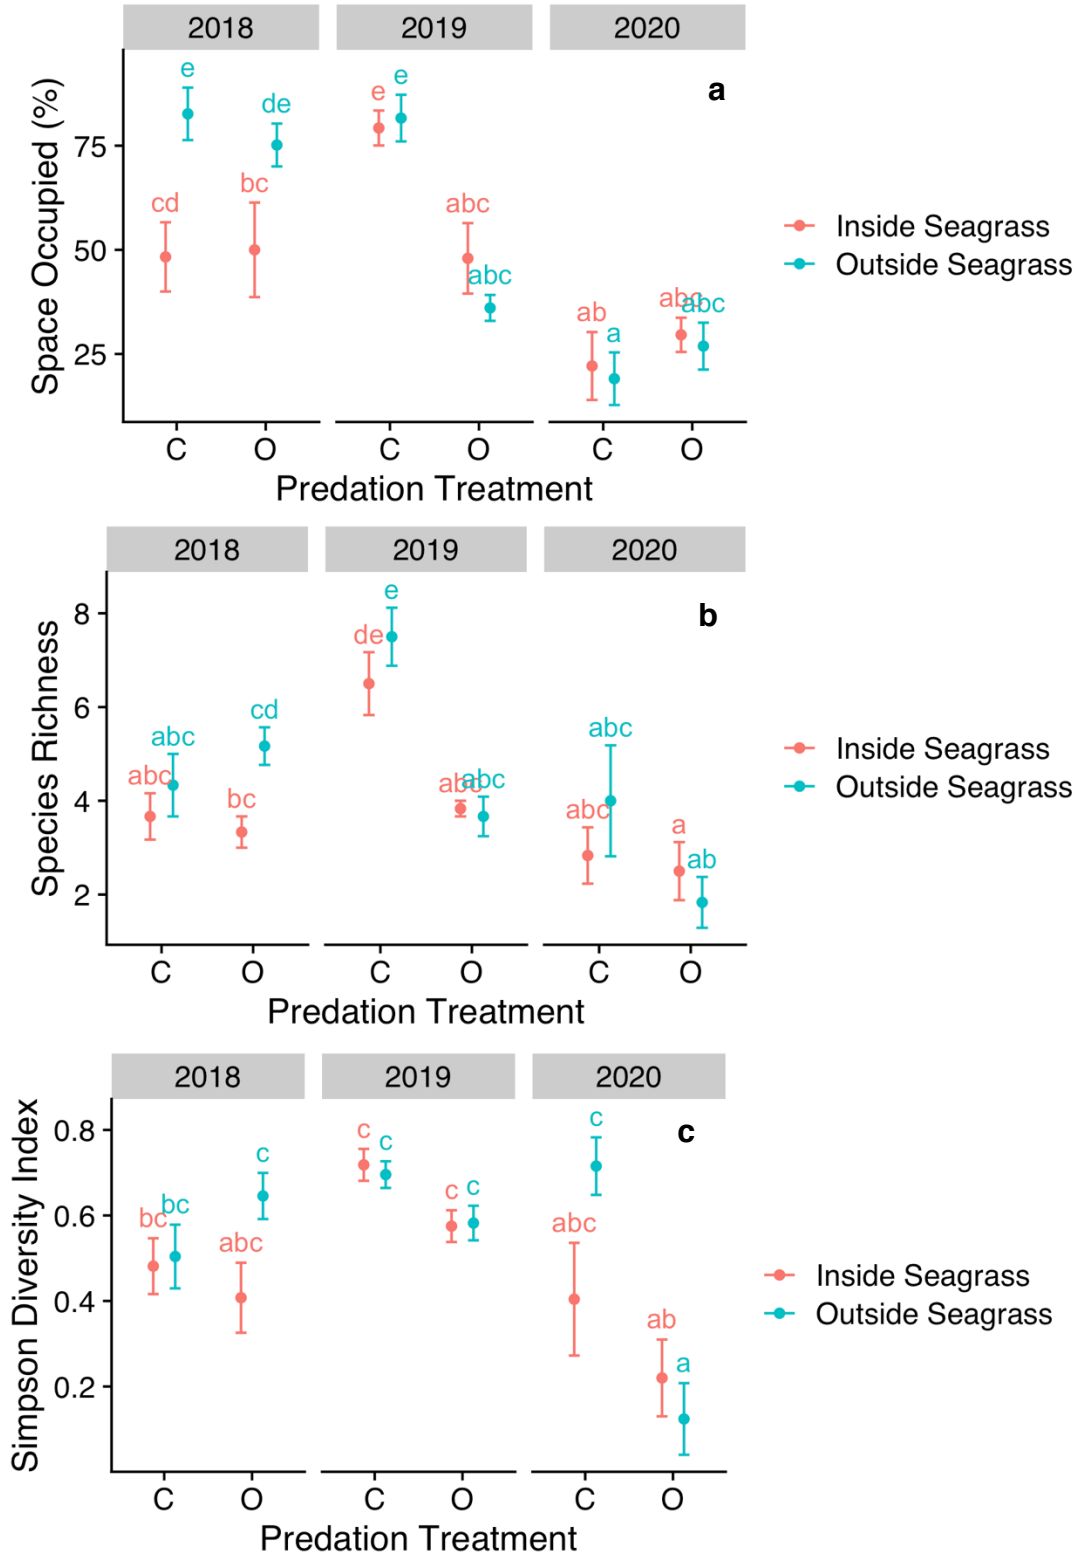 2018 2019 2020
a
e
de
cd
bc
e
e
abc
abc
ab
a
abc
abc
Space Occupied (%)
75
50
25
C O C O C O
Predation Treatment
Inside Seagrass
Outside Seagrass
2018 2019 2020
b
abc
abc
bc
cd
de
e
abc
abc
abc
abc
a
ab
Species Richness
8
6
4
2
C O C O C O
Predation Treatment
Inside Seagrass
Outside Seagrass
2018 2019 2020
c
bc
bc
abc
c
c
c
c
c
abc
c
ab
a
Simpson Diversity Index
0.8
0.6
0.4
0.2
C O C O C O
Predation Treatment
Inside Seagrass
Outside Seagrass